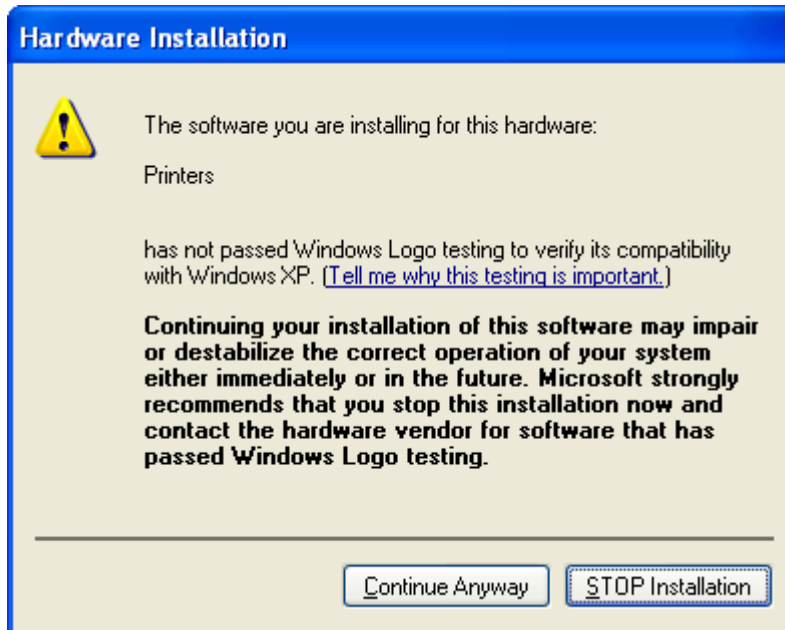 Hardware Installation
The software you are installing for this hardware:
Printers
has not passed Windows Logo testing to verify its compatibility
with Windows XP. (Tell me why this testing is important.)
Continuing your installation of this software may impair
or destabilize the correct operation of your system
either immediately or in the future. Microsoft strongly
recommends that you stop this installation now and
contact the hardware vendor for software that has
passed Windows Logo testing.
Continue Anyway
STOP Installation